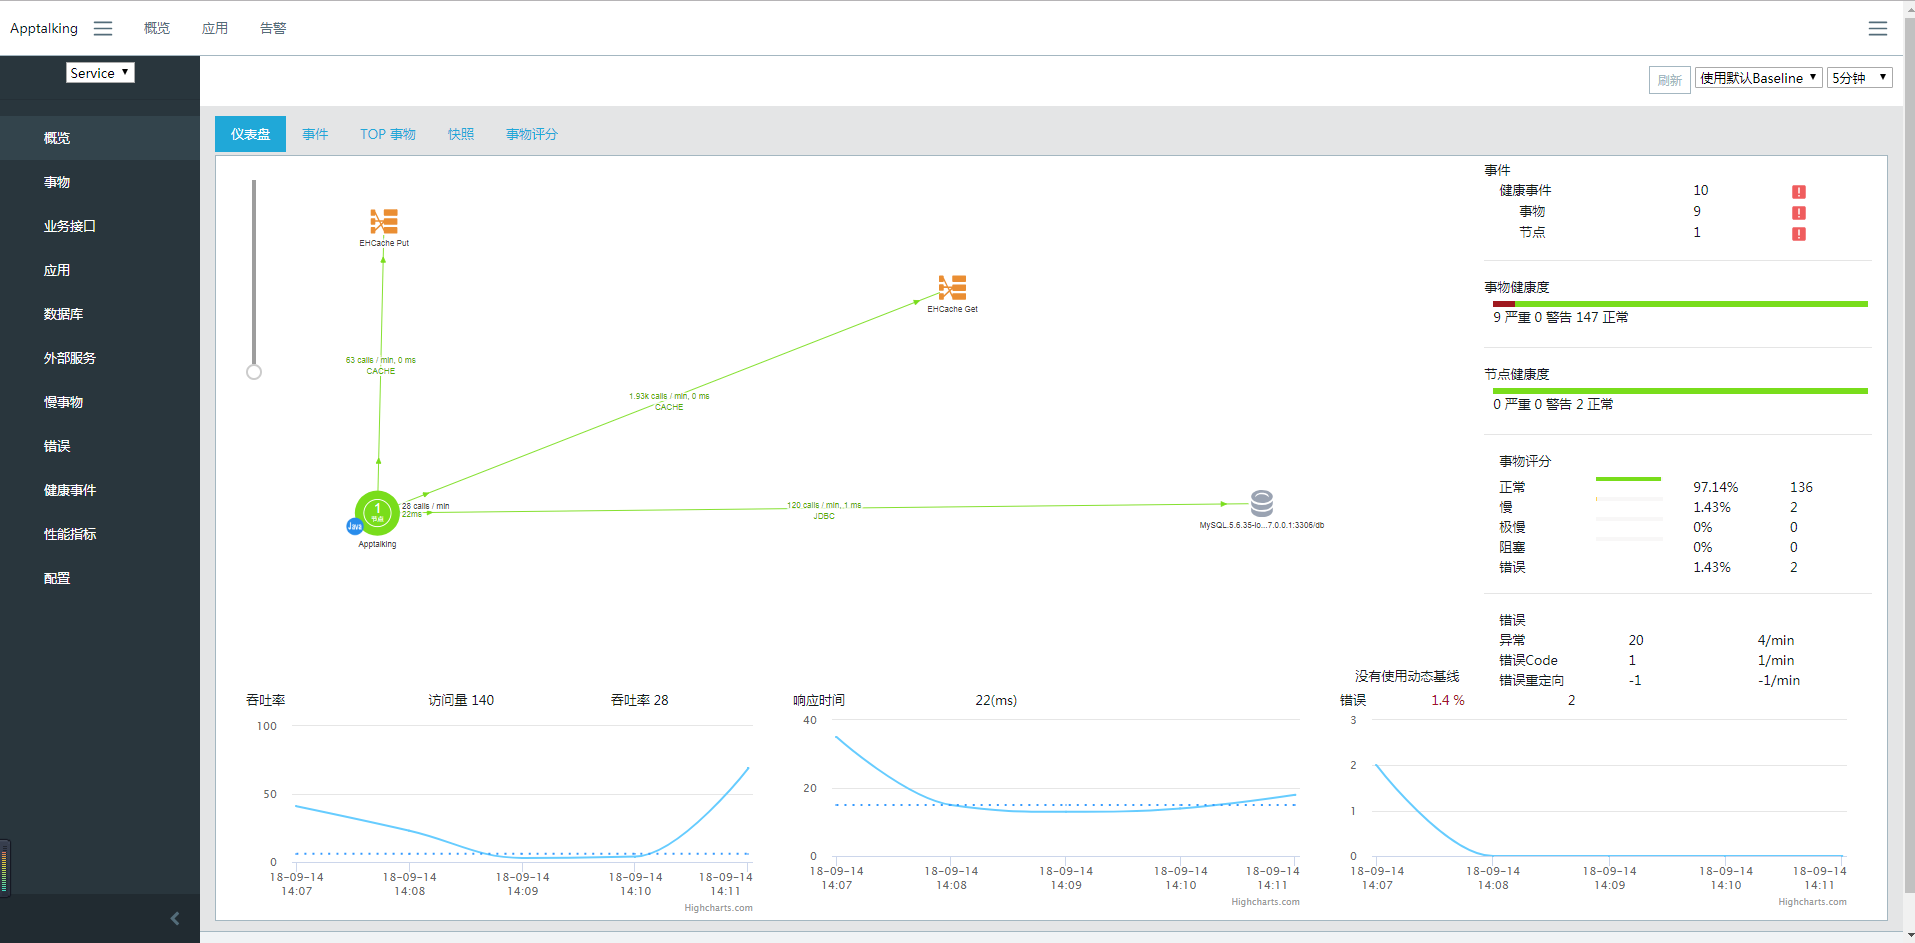 Apptalking 概览 应用 告警
Service
刷新 使用默认Baseline 5分钟
概览
事物
业务接口
应用
数据库
外部服务
慢事物
错误
健康事件
性能指标
配置
仪表盘 事件 TOP 事物 快照 事物评分
EHCache Put
EHCache Get
63 calls / min, 0 ms
CACHE
1.93k calls / min, 0 ms
CACHE
1
节点
Java
28 calls / min
22ms
Apptalking
120 calls / min, 1 ms
JDBC
MySQL.5.6.35-lo...7.0.0.1:3306/db
事件
健康事件 10
事物 9
节点 1
事物健康度
9 严重 0 警告 147 正常
节点健康度
0 严重 0 警告 2 正常
事物评分
正常 97.14% 136
慢 1.43% 2
极慢 0% 0
阻塞 0% 0
错误 1.43% 2
错误
异常 20 4/min
错误Code 1 1/min
错误重定向 -1 -1/min
吞吐率 访问量 140 吞吐率 28
100
50
0
18-09-14 18-09-14 18-09-14 18-09-14 18-09-14
14:07 14:08 14:09 14:10 14:11
Highcharts.com
响应时间 22(ms)
40
20
0
18-09-14 18-09-14 18-09-14 18-09-14 18-09-14
14:07 14:08 14:09 14:10 14:11
Highcharts.com
没有使用动态基线
错误 1.4 % 2
3
2
1
0
18-09-14 18-09-14 18-09-14 18-09-14 18-09-14
14:07 14:08 14:09 14:10 14:11
Highcharts.com